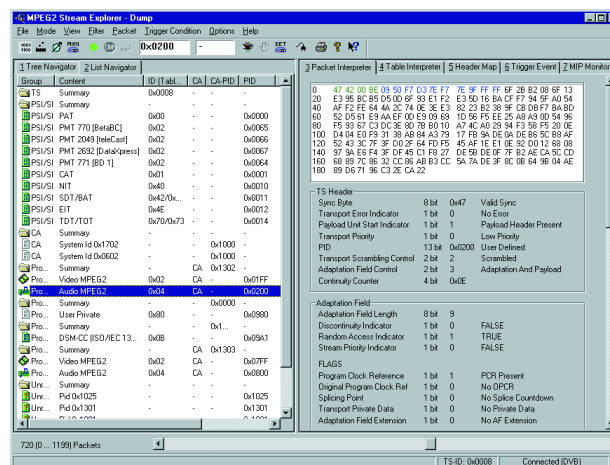 MPEG2 Stream Explorer - Dump
File Mode View Filter Packet Trigger Condition Options Help
0x0200 - SET
1 Tree Navigator 2 List Navigator
Group Content ID (Tabl... CA CA-PID PID
TS Summary · 0x0008 · · ·
PSI/SI Summary · · · ·
PSI/SI PAT 0x00 · 0x0000
PSI/SI PMT 770 [BetaBC] 0x02 · 0x0065
PSI/SI PMT 2049 [teleCast] 0x02 · 0x0066
PSI/SI PMT 2692 [DataXpress] 0x02 · 0x0067
PSI/SI PMT 771 [BD 1] 0x02 · 0x0064
PSI/SI CAT 0x01 · 0x0001
PSI/SI NIT 0x40 · 0x0010
PSI/SI SDT/BAT 0x42/0x... · 0x0011
PSI/SI EIT 0x4E · 0x0012
PSI/SI TDT/TOT 0x70/0x73 · 0x0014
CA Summary · · · ·
CA System Id 0x1702 · 0x1000 ·
CA System Id 0x0602 · 0x1000 ·
Pro... Summary · CA 0x1302 ·
Pro... Video MPEG2 0x02 CA · 0x01FF
Pro... Audio MPEG2 0x04 CA · 0x0200
Pro... Summary · 0x0000 ·
Pro... User Private 0x80 · 0x0980
Pro... Summary · 0x1... ·
Pro... DSM-CC (ISO/IEC 13... 0x0B · 0x09A1
Pro... Summary · CA 0x1303 ·
Pro... Video MPEG2 0x02 CA · 0x07FF
Pro... Audio MPEG2 0x04 CA · 0x0800
Unr... Summary · · · ·
Unr... Pid 0x1025 · · 0x1025
Unr... Pid 0x1301 · · 0x1301
3 Packet Interpreter 4 Table Interpreter 5 Header Map 6 Trigger Event 7 MIP Monitor
0 47 42 00 BE 09 50 F7 D3 7E F7 7E 9F FF FF 6F 2B B2 08 6F 13
20 E3 95 BC B5 D5 0D 6F 93 E1 F2 E3 5D 16 BA CF F7 94 5F A0 54
40 AF F2 FE 64 4A 2C 74 0E 3E E3 82 23 B2 38 9F CB DB F7 BA BD
60 52 D5 61 E9 AA EF 0D E9 09 69 1D 56 F5 EE 25 A8 A9 0D 54 96
80 F5 93 67 C3 DC 3E 8D 7B B0 10 A7 4C A0 29 94 F3 58 F5 20 0E
100 D4 04 E0 F9 31 38 AB 84 A3 79 17 FB 9A DE 0A DE B6 5C B8 AF
120 52 43 3C 7F 3F D0 2F 64 FD F5 45 AF 1E E1 0E 92 D0 12 68 08
140 97 9A E6 F4 3F DF 45 C1 F8 27 DE 5B DE 0F 7F B2 AE CA 5C CD
160 68 89 7C 86 32 CC 86 AB B3 CC 5A 7A DE 3F 8C 0B 64 9B 04 AE
180 89 D6 71 96 C3 2E CA 22
TS Header
Sync Byte 8 bit 0x47 Valid Sync
Transport Error Indicator 1 bit 0 No Error
Payload Unit Start Indicator 1 bit 1 Payload Header Present
Transport Priority 1 bit 0 Low Priority
PID 13 bit 0x0200 User Defined
Transport Scrambling Control 2 bit 2 Scrambled
Adaptation Field Control 2 bit 3 Adaptation And Payload
Continuity Counter 4 bit 0x0E
Adaptation Field
Adaptation Field Length 8 bit 9
Discontinuity Indicator 1 bit 0 FALSE
Random Access Indicator 1 bit 1 TRUE
Stream Priority Indicator 1 bit 0 FALSE
FLAGS
Program Clock Reference 1 bit 1 PCR Present
Original Program Clock Ref 1 bit 0 No OPCR
Splicing Point 1 bit 0 No Splice Countdown
Transport Private Data 1 bit 0 No Private Data
Adaptation Field Extension 1 bit 0 No AF Extension
720 [0 ... 1199] Packets
TS-ID: 0x0008 Connected (DVB)